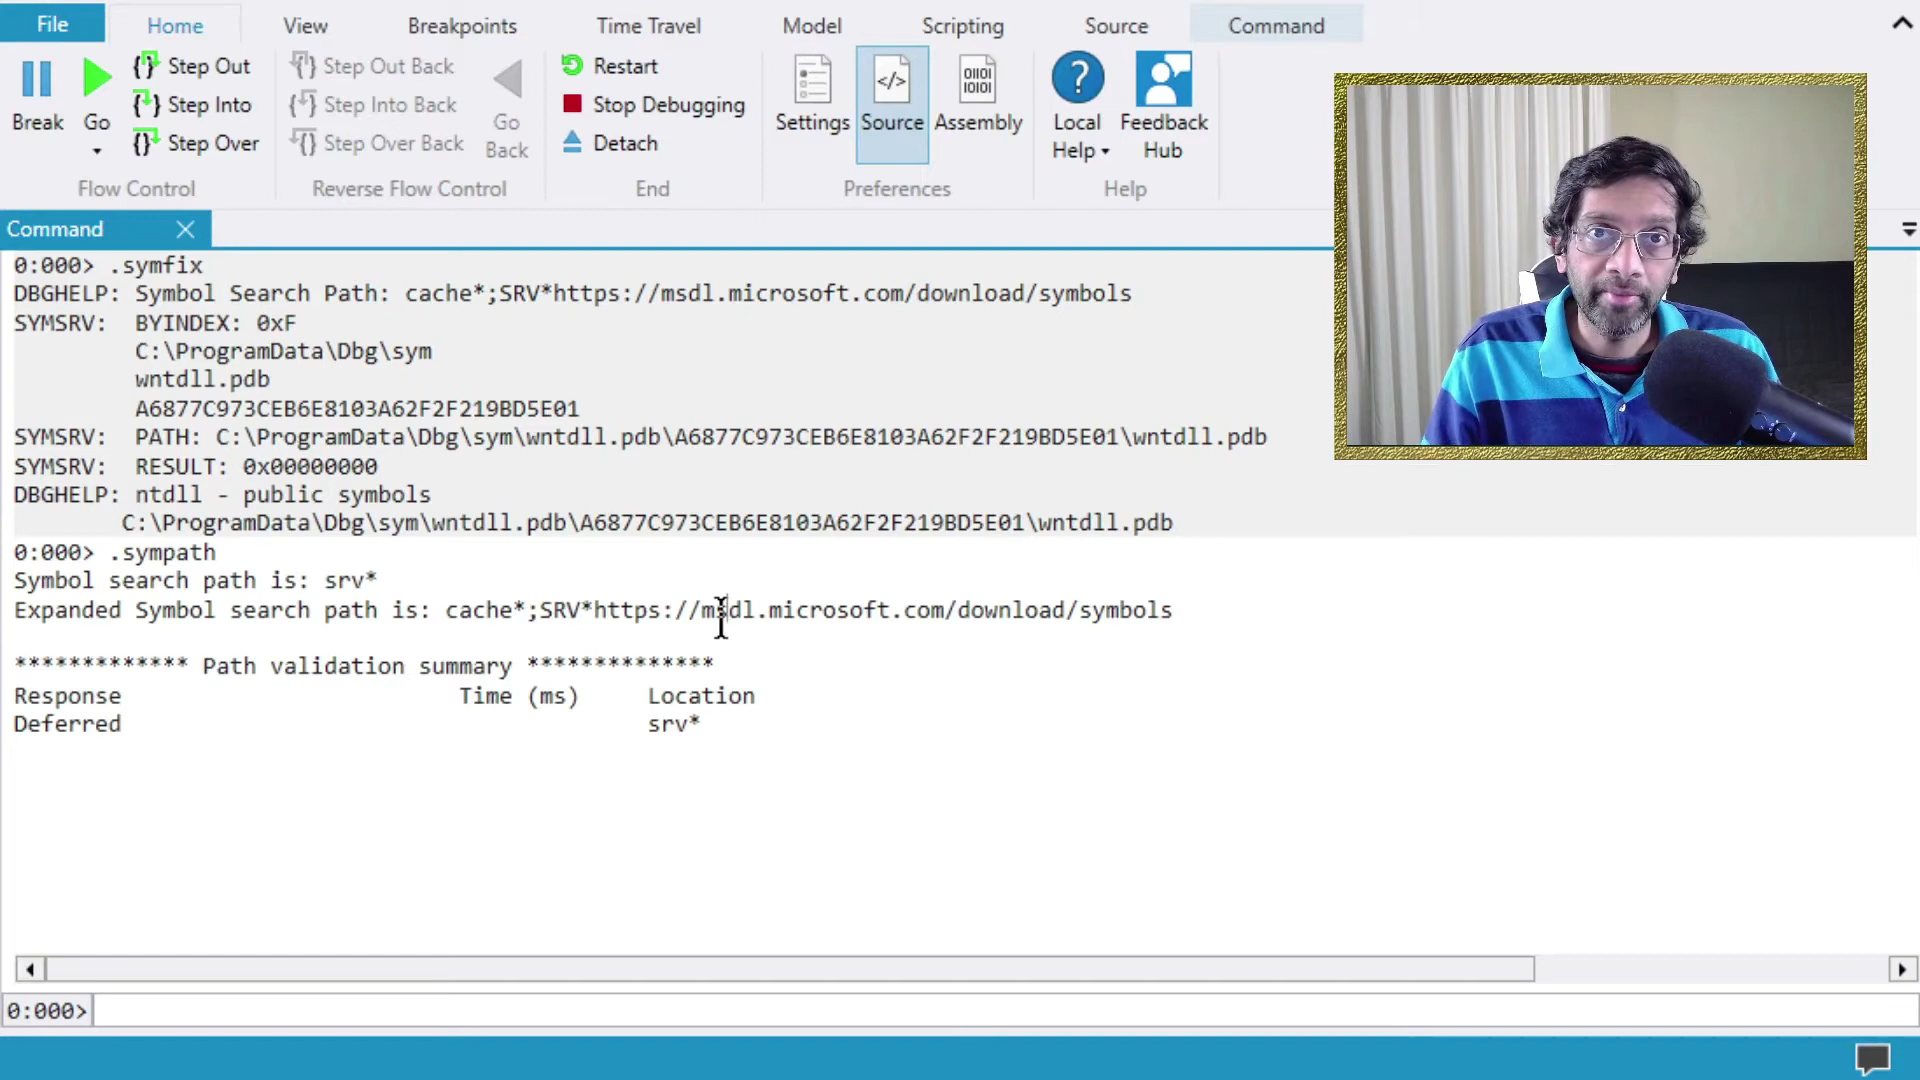 File
Home
View
Breakpoints
Time Travel
Model
Scripting
Source
Command
Break
Go
Step Out
Step Into
Step Over
Flow Control
Step Out Back
Step Into Back
Step Over Back
Go
Back
Reverse Flow Control
Restart
Stop Debugging
Detach
End
Settings
Source
Assembly
Preferences
Local
Help
Feedback
Hub
Help
Command
0:000> .symfix
DBGHELP: Symbol Search Path: cache*;SRV*https://msdl.microsoft.com/download/symbols
SYMSRV:  BYINDEX: 0xF
C:\ProgramData\Dbg\sym
wntdll.pdb
A6877C973CEB6E8103A62F2F219BD5E01
SYMSRV:  PATH: C:\ProgramData\Dbg\sym\wntdll.pdb\A6877C973CEB6E8103A62F2F219BD5E01\wntdll.pdb
SYMSRV:  RESULT: 0x00000000
DBGHELP: ntdll - public symbols
C:\ProgramData\Dbg\sym\wntdll.pdb\A6877C973CEB6E8103A62F2F219BD5E01\wntdll.pdb
0:000> .sympath
Symbol search path is: srv*
Expanded Symbol search path is: cache*;SRV*https://msdl.microsoft.com/download/symbols
************* Path validation summary **************
Response                         Time (ms)     Location
Deferred                                       srv*
0:000>